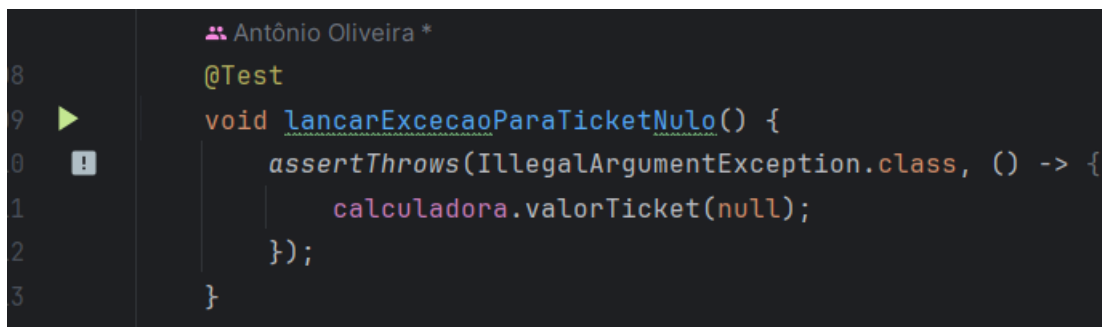 Antônio Oliveira *
8 @Test
9 void lancarExcecaoParaTicketNulo() {
0 assertThrows(IllegalArgumentException.class, () -> {
1 calculadora.valorTicket(null);
2 });
3 }